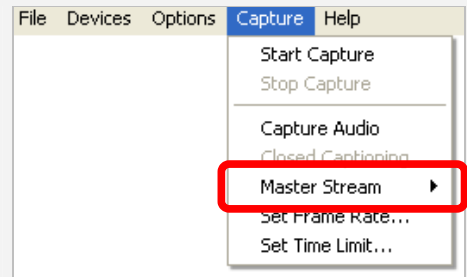 File Devices Options Capture Help
Start Capture
Stop Capture
Capture Audio
Closed Captioning
Master Stream
Set Frame Rate...
Set Time Limit...